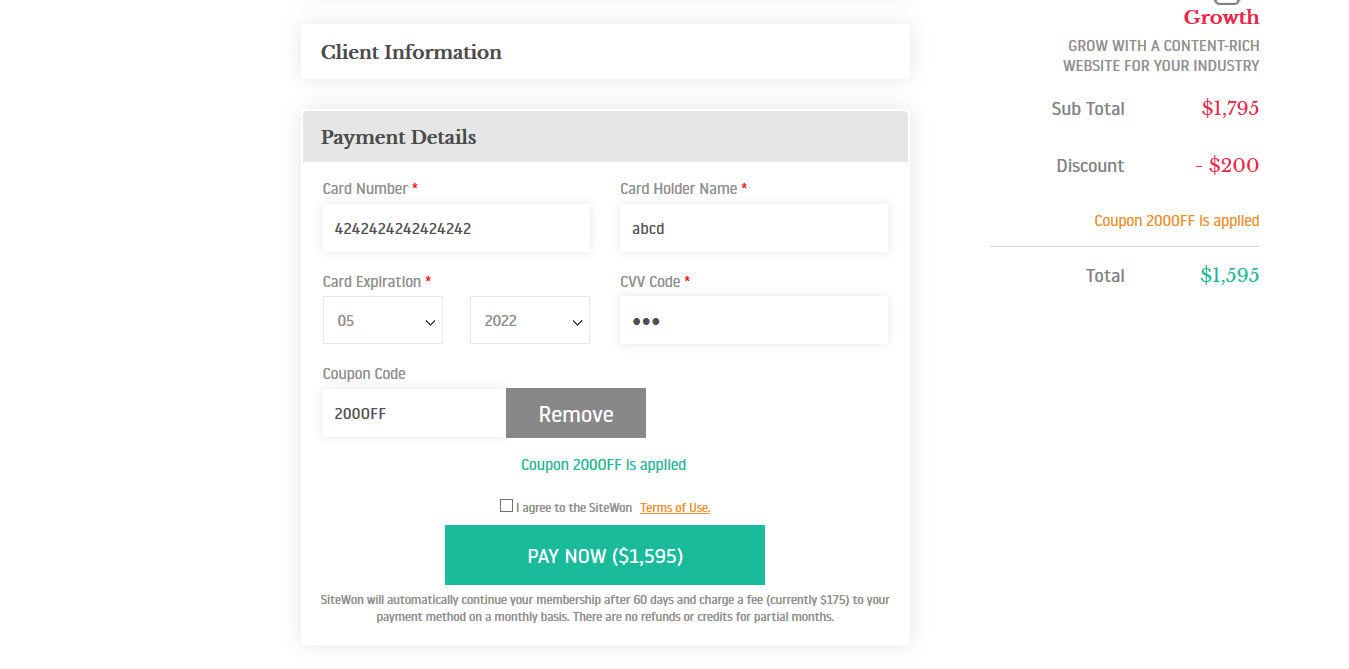 Client Information
Payment Details
Card Number *
Card Holder Name *
4242424242424242
abcd
Card Expiration *
CVV Code *
05
2022
•••
Coupon Code
200OFF
Remove
Coupon 200OFF is applied
I agree to the SiteWon Terms of Use.
PAY NOW ($1,595)
SiteWon will automatically continue your membership after 60 days and charge a fee (currently $175) to your
payment method on a monthly basis. There are no refunds or credits for partial months.
Growth
GROW WITH A CONTENT-RICH
WEBSITE FOR YOUR INDUSTRY
Sub Total $1,795
Discount - $200
Coupon 200OFF is applied
Total $1,595